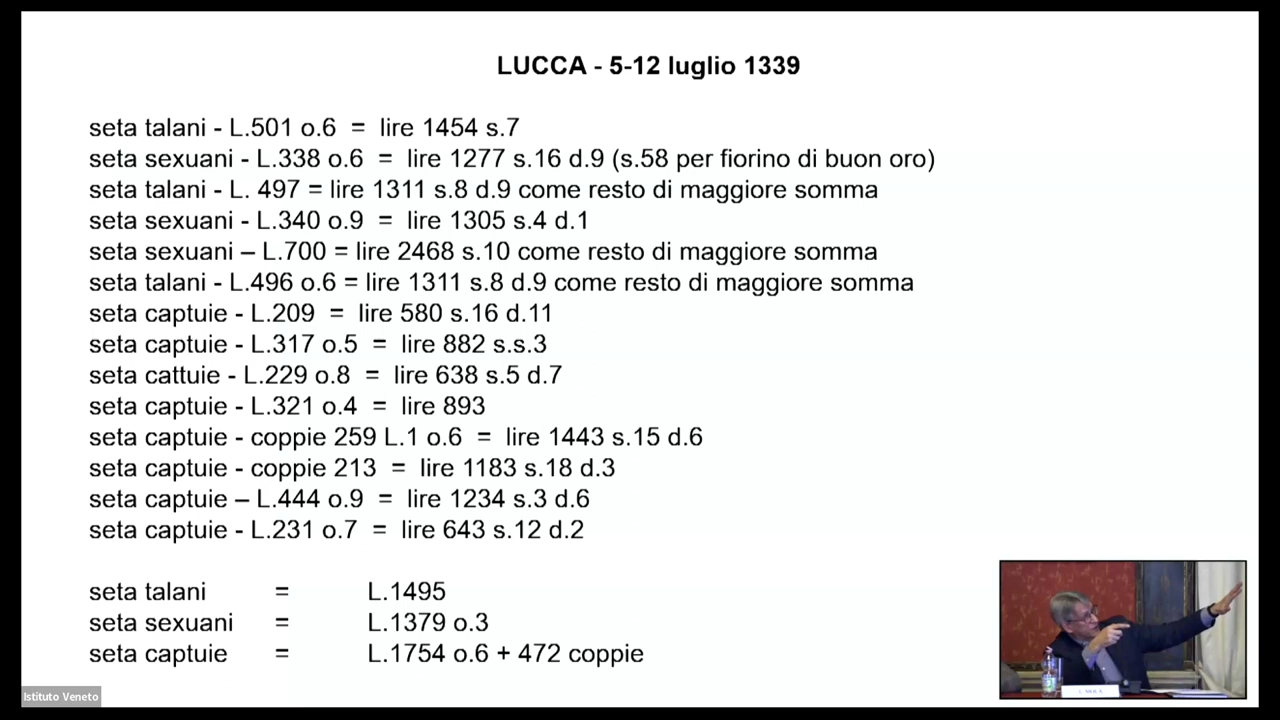 LUCCA - 5-12 luglio 1339
seta talani - L.501 o.6 = lire 1454 s.7
seta sexuani - L.338 o.6 = lire 1277 s.16 d.9 (s.58 per fiorino di buon oro)
seta talani - L. 497 = lire 1311 s.8 d.9 come resto di maggiore somma
seta sexuani - L.340 o.9 = lire 1305 s.4 d.1
seta sexuani – L.700 = lire 2468 s.10 come resto di maggiore somma
seta talani - L.496 o.6 = lire 1311 s.8 d.9 come resto di maggiore somma
seta captuie - L.209 = lire 580 s.16 d.11
seta captuie - L.317 o.5 = lire 882 s.s.3
seta cattuie - L.229 o.8 = lire 638 s.5 d.7
seta captuie - L.321 o.4 = lire 893
seta captuie - coppie 259 L.1 o.6 = lire 1443 s.15 d.6
seta captuie - coppie 213 = lire 1183 s.18 d.3
seta captuie – L.444 o.9 = lire 1234 s.3 d.6
seta captuie - L.231 o.7 = lire 643 s.12 d.2
seta talani = L.1495
seta sexuani = L.1379 o.3
seta captuie = L.1754 o.6 + 472 coppie
Istituto Veneto